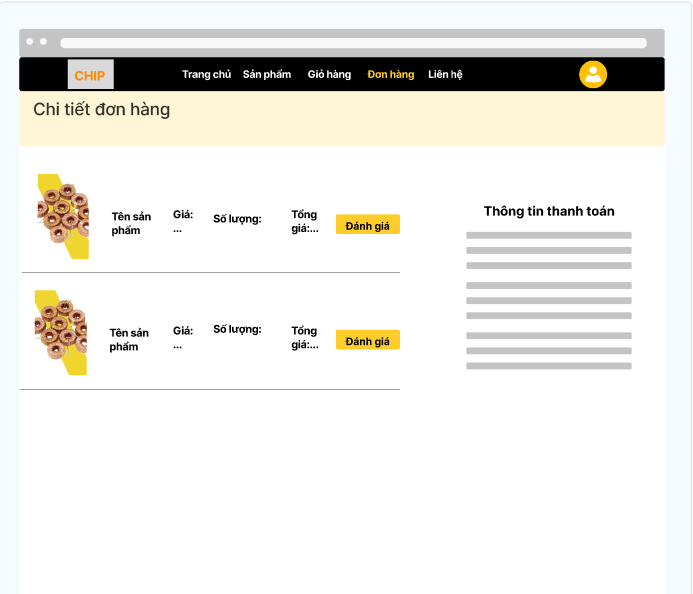 CHIP Trang chủ Sản phẩm Giỏ hàng Đơn hàng Liên hệ
Chi tiết đơn hàng
Tên sản
phẩm
Giá:
...
Số lượng:
Tổng
giá:...
Đánh giá
Tên sản
phẩm
Giá:
...
Số lượng:
Tổng
giá:...
Đánh giá
Thông tin thanh toán